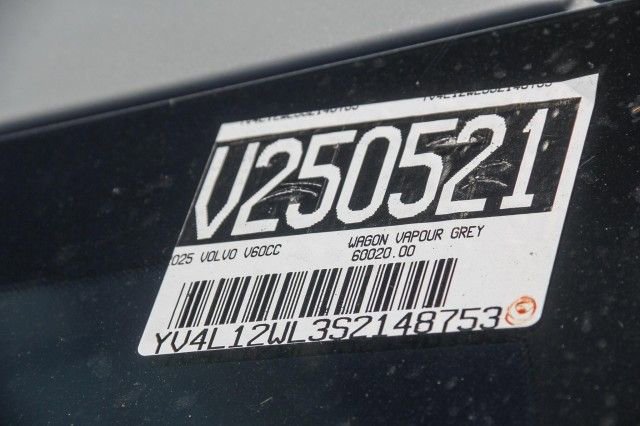 V250521
025 VOLVO V60CC WAGON VAPOUR GREY
60020.00
YV4L12WL3S2148753